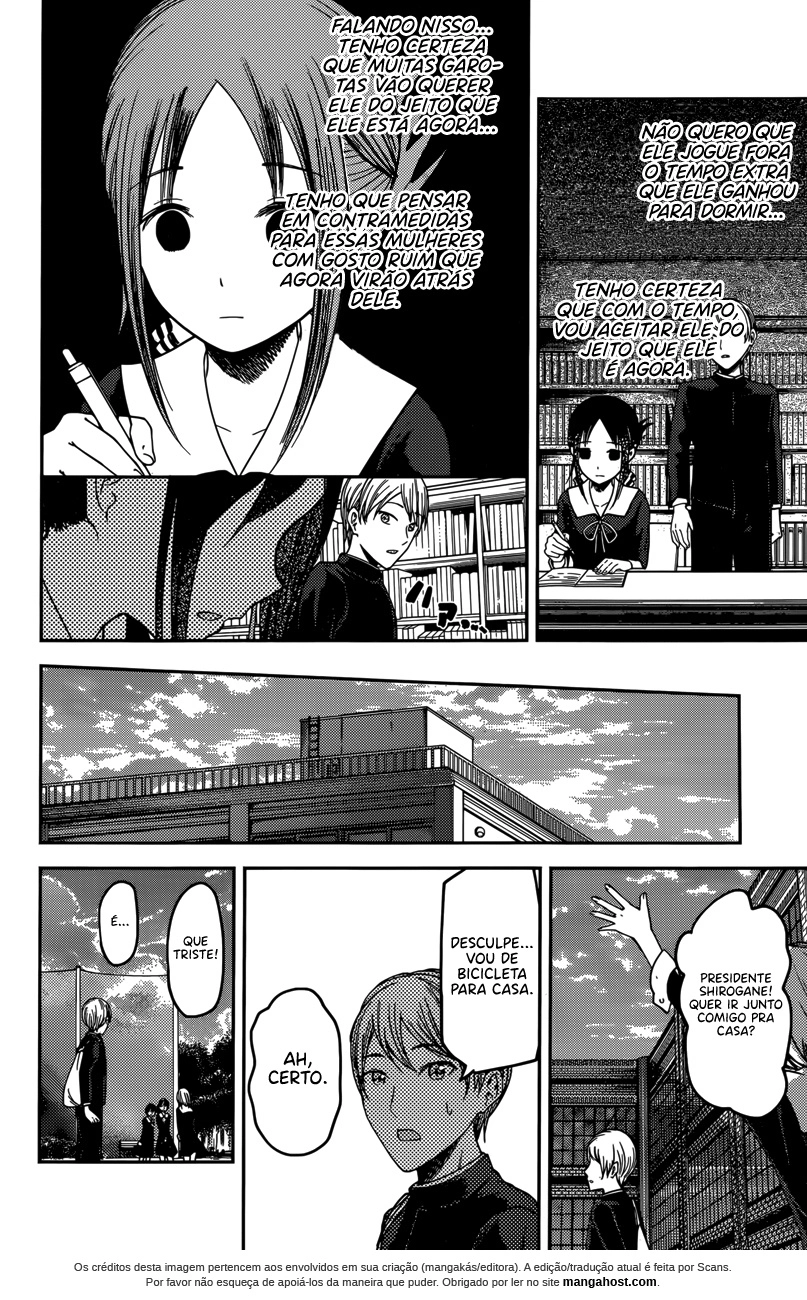 NÃO QUERO QUE
ELE JOGUE FORA
O TEMPO EXTRA
QUE ELE GANHOU
PARA DORMIR...
TENHO CERTEZA
QUE COM O TEMPO,
VOU ACEITAR ELE DO
JEITO QUE ELE
É AGORA.
FALANDO NISSO...
TENHO CERTEZA
QUE MUITAS GARO-
TAS VÃO QUERER
ELE DO JEITO QUE
ELE ESTÁ AGORA...
TENHO QUE PENSAR
EM CONTRAMEDIDAS
PARA ESSAS MULHERES
COM GOSTO RUIM QUE
AGORA VIRÃO ATRÁS
DELE.
ハァ...
PRESIDENTE
SHIROGANE!
QUER IR JUNTO
COMIGO PRA
CASA?
DESCULPE...
VOU DE
BICICLETA
PARA CASA.
AH,
CERTO.
QUE
TRISTE!
É...
Os créditos desta imagem pertencem aos envolvidos em sua criação (mangakás/editora). A edição/tradução atual é feita por Scans.
Por favor não esqueça de apoiá-los da maneira que puder. Obrigado por ler no site mangahost.com.